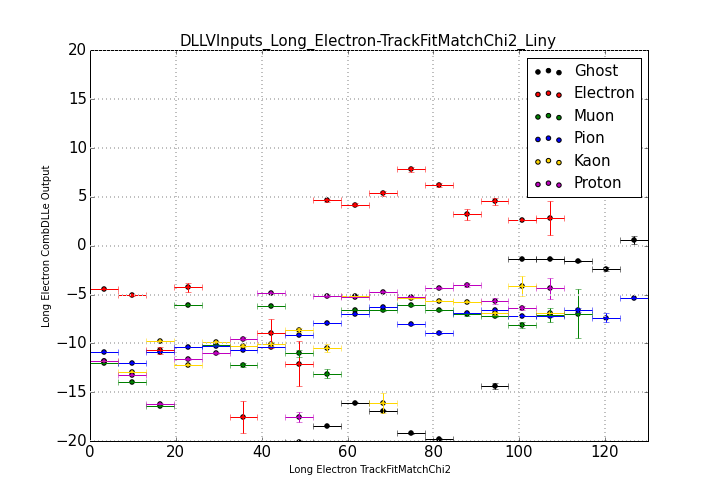 DLLVInputs_Long_Electron-TrackFitMatchChi2_Liny
20
15
10
5
0
−5
−10
−15
−20
Long Electron CombDLLe Output
Ghost
Electron
Muon
Pion
Kaon
Proton
0 20 40 60 80 100 120
Long Electron TrackFitMatchChi2